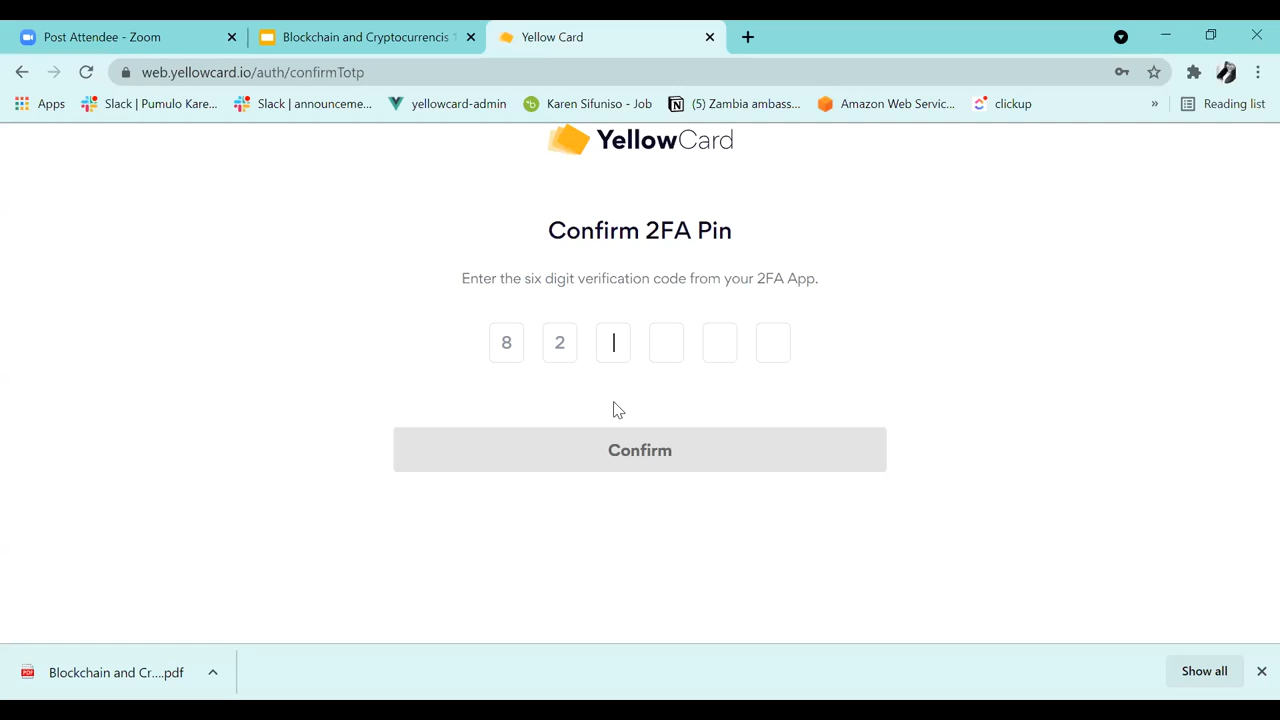 Post Attendee - Zoom
Blockchain and Cryptocurrencis 1
Yellow Card
web.yellowcard.io/auth/confirmTotp
Apps
Slack | Pumulo Kare...
Slack | announceme...
yellowcard-admin
Karen Sifuniso - Job
(5) Zambia ambass...
Amazon Web Servic...
clickup
»
Reading list
YellowCard
Confirm 2FA Pin
Enter the six digit verification code from your 2FA App.
8 2
Confirm
PDF
Blockchain and Cr....pdf
Show all